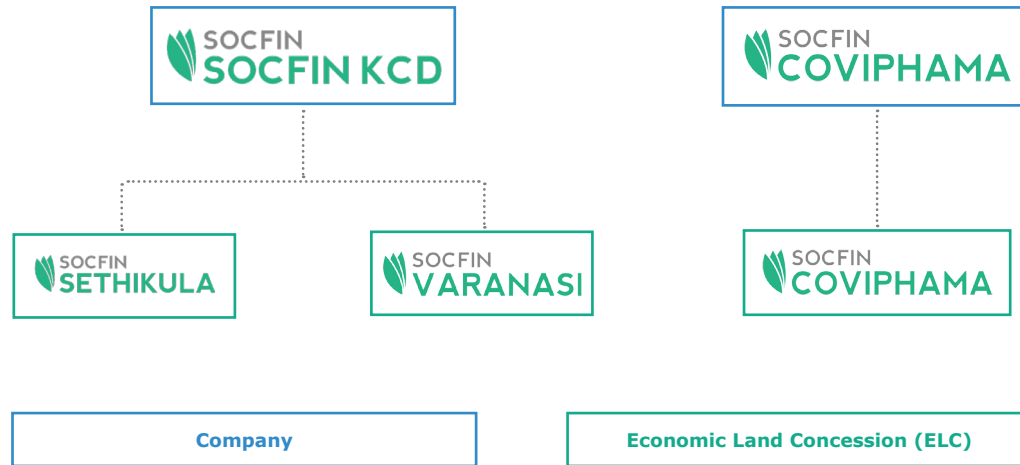 SOCFIN
SOCFIN KCD
SOCFIN
COVIPHAMA
SOCFIN
SETHIKULA
SOCFIN
VARANASI
SOCFIN
COVIPHAMA
Company
Economic Land Concession (ELC)